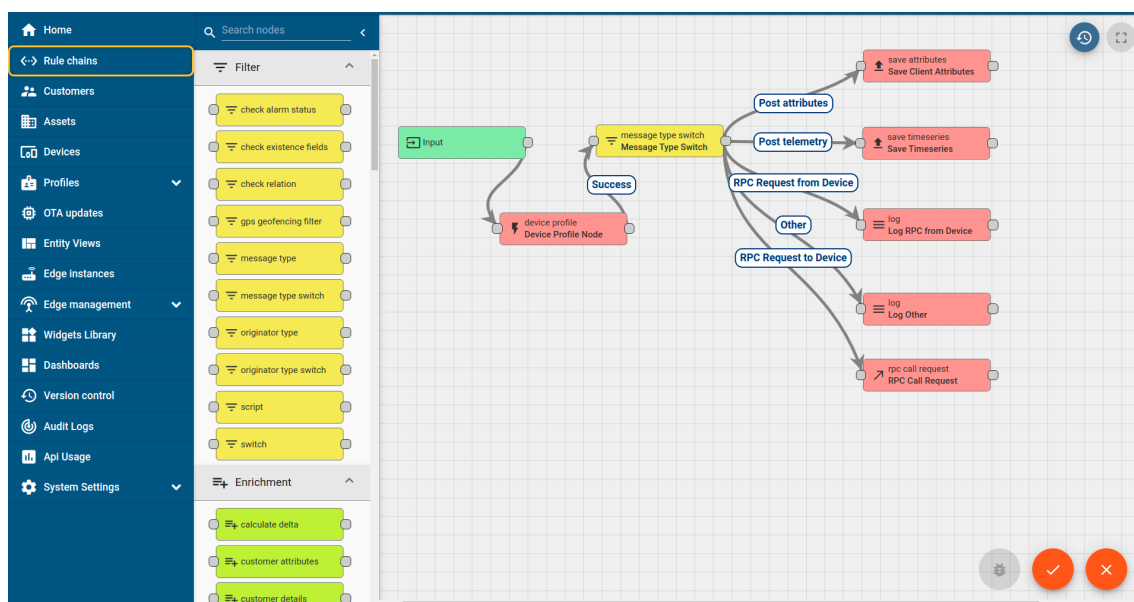 Home
Rule chains
Customers
Assets
Devices
Profiles
OTA updates
Entity Views
Edge instances
Edge management
Widgets Library
Dashboards
Version control
Audit Logs
Api Usage
System Settings
Search nodes
Filter
check alarm status
check existence fields
check relation
gps geofencing filter
message type
message type switch
originator type
originator type switch
script
switch
Enrichment
calculate delta
customer attributes
customer details
Input
device profile
Device Profile Node
Success
message type switch
Message Type Switch
Post attributes
Post telemetry
RPC Request from Device
Other
RPC Request to Device
save attributes
Save Client Attributes
save timeseries
Save Timeseries
log
Log RPC from Device
log
Log Other
rpc call request
RPC Call Request